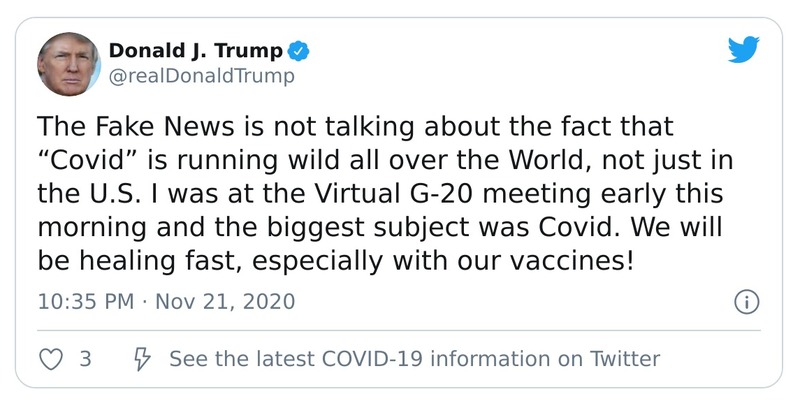 Donald J. Trump
@realDonaldTrump
The Fake News is not talking about the fact that
“Covid” is running wild all over the World, not just in
the U.S. I was at the Virtual G-20 meeting early this
morning and the biggest subject was Covid. We will
be healing fast, especially with our vaccines!
10:35 PM · Nov 21, 2020
3 See the latest COVID-19 information on Twitter